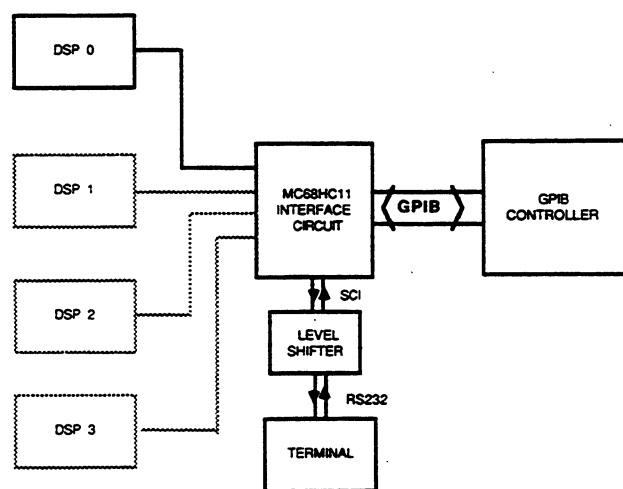 DSP 0
DSP 1
DSP 2
DSP 3
MC68HC11
INTERFACE
CIRCUIT
GPIB
GPIB
CONTROLLER
SCI
LEVEL
SHIFTER
RS232
TERMINAL